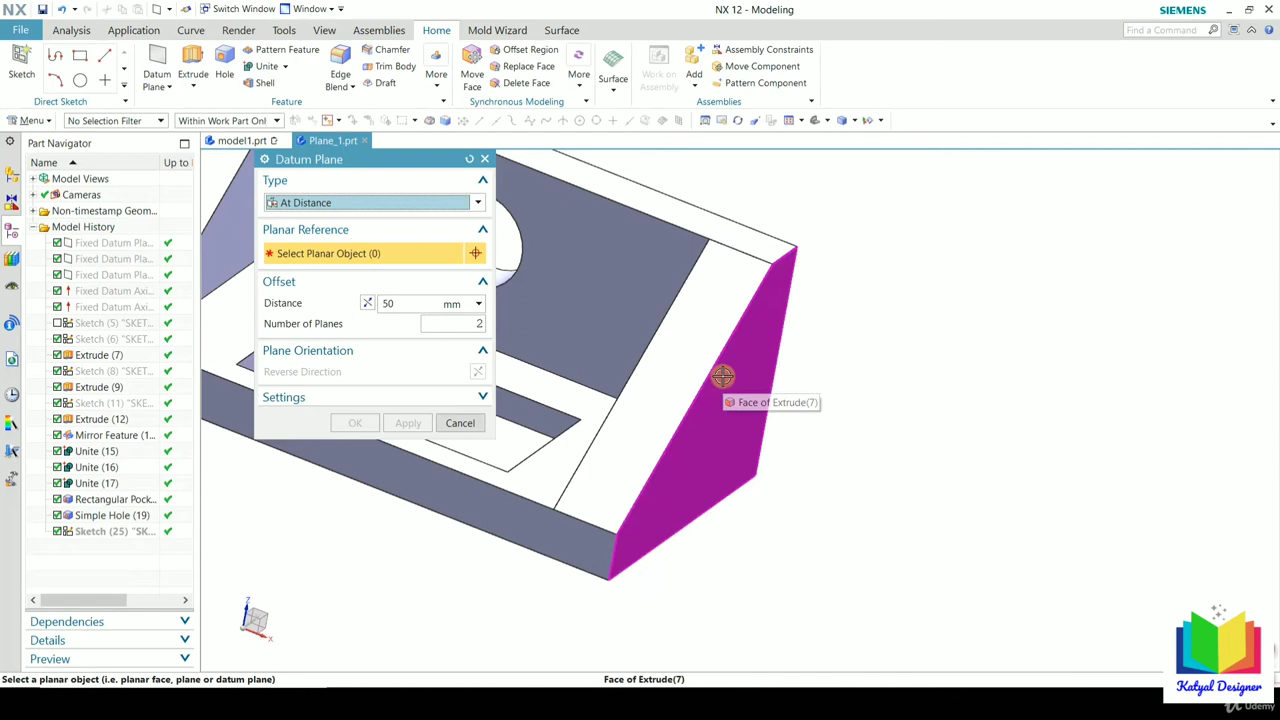 NX Switch Window Window NX 12 - Modeling SIEMENS
File Analysis Application Curve Render Tools View Assemblies Home Mold Wizard Surface Find a Command
Sketch Datum Plane Extrude Hole Pattern Feature Unite Shell Edge Blend Chamfer Trim Body Draft More Move Face Offset Region Replace Face Delete Face More Surface Work on Assembly Add Assembly Constraints Move Component Pattern Component
Direct Sketch Feature Synchronous Modeling Assemblies
Menu No Selection Filter Within Work Part Only
Part Navigator model1.prt Plane_1.prt
Name Up to
Model Views
Cameras
Non-timestamp Geom...
Model History
Fixed Datum Pla...
Fixed Datum Pla...
Fixed Datum Pla...
Fixed Datum Axi...
Fixed Datum Axi...
Sketch (5) "SKET...
Sketch (6) "SKET...
Extrude (7)
Sketch (8) "SKET...
Extrude (9)
Sketch (11) "SKE...
Extrude (12)
Mirror Feature (1...
Unite (15)
Unite (16)
Unite (17)
Rectangular Pock...
Simple Hole (19)
Sketch (25) "SK...
Dependencies
Details
Preview
Datum Plane
Type
At Distance
Planar Reference
* Select Planar Object (0)
Offset
Distance 50 mm
Number of Planes 2
Plane Orientation
Reverse Direction
Settings
OK Apply Cancel
Face of Extrude(7)
Z
X
Select a planar object (i.e. planar face, plane or datum plane) Face of Extrude(7)
Katyal Designer
Udemy